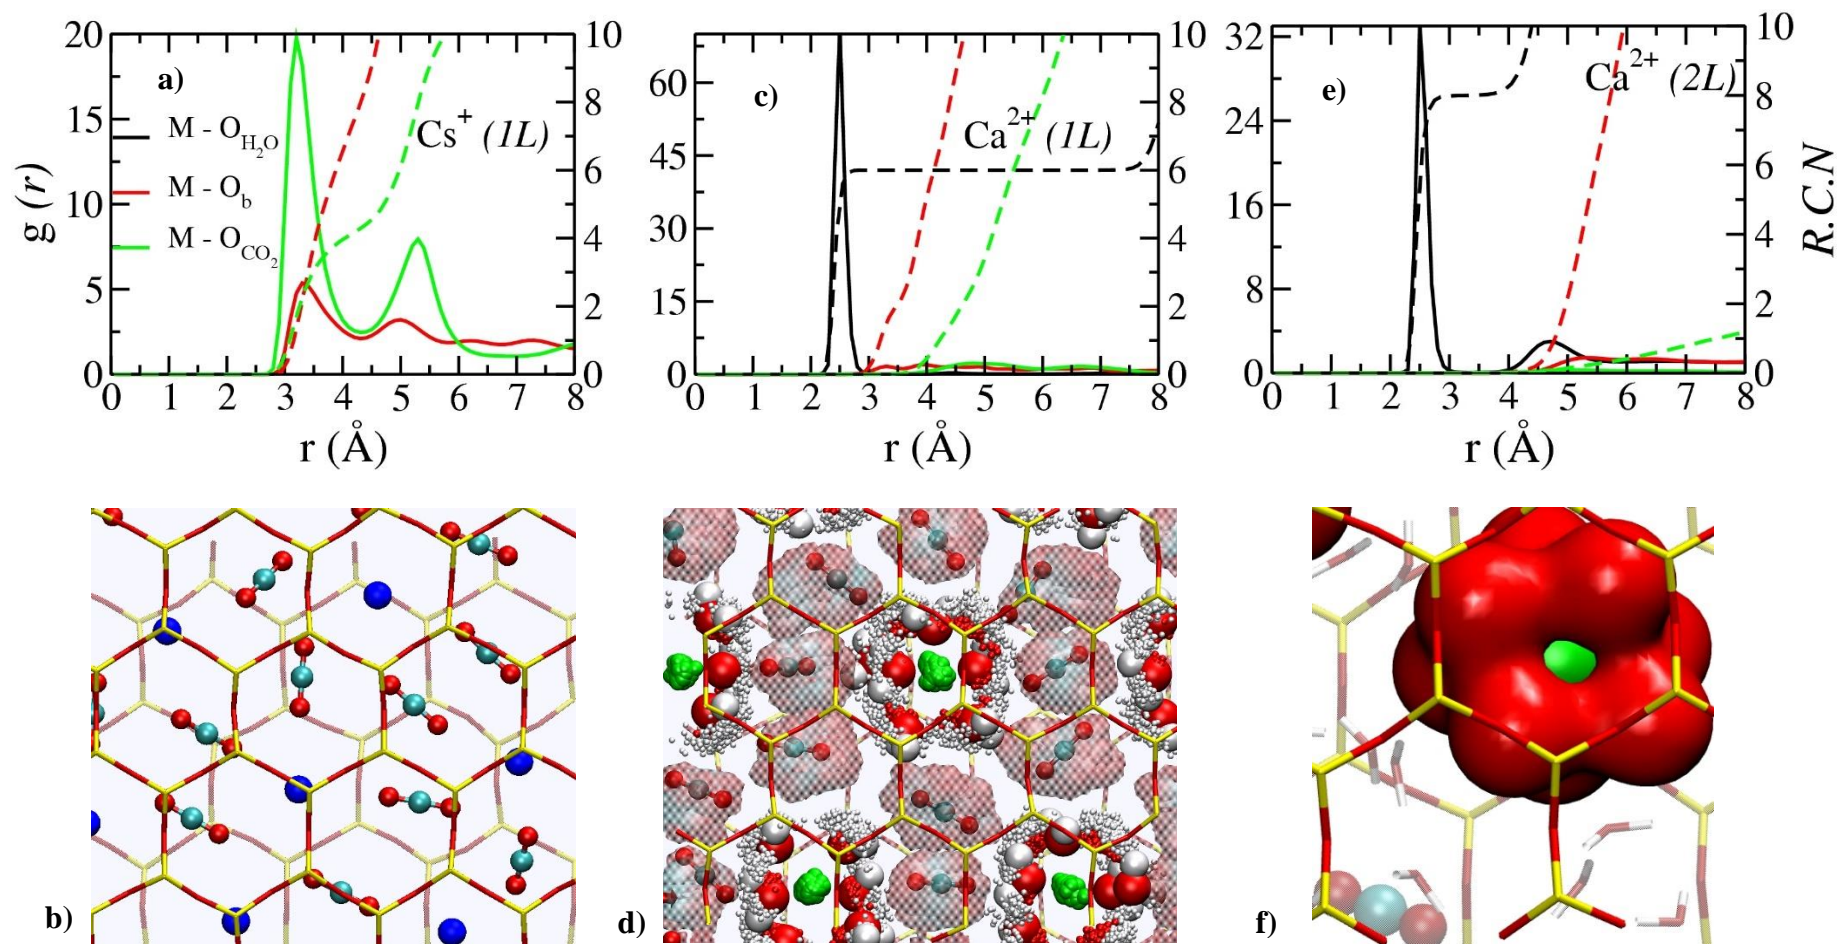 a)
Cs⁺ (1L)
M - O_H₂O
M - O_b
M - O_CO₂
g (r)
20
15
10
5
0
10
8
6
4
2
0
0 1 2 3 4 5 6 7 8
r (Å)
c)
Ca²⁺ (1L)
60
45
30
15
0
10
8
6
4
2
0
0 1 2 3 4 5 6 7 8
r (Å)
e)
Ca²⁺ (2L)
32
24
16
8
0
10
8
6
4
2
0
R.C.N
0 1 2 3 4 5 6 7 8
r (Å)
b)
d)
f)